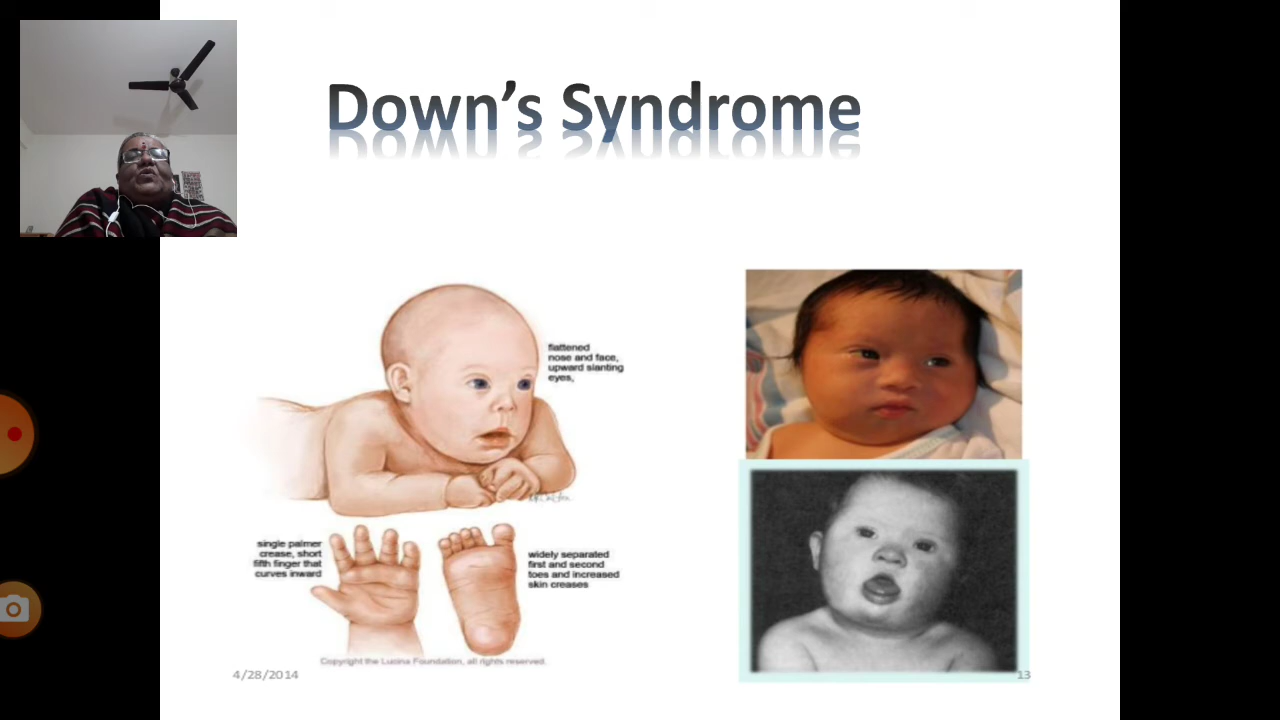 Down's Syndrome
flattened
nose and face,
upward slanting
eyes,
single palmer
crease, short
fifth finger that
curves inward
widely separated
first and second
toes and increased
skin creases
Copyright the Lucina Foundation, all rights reserved.
4/28/2014
13